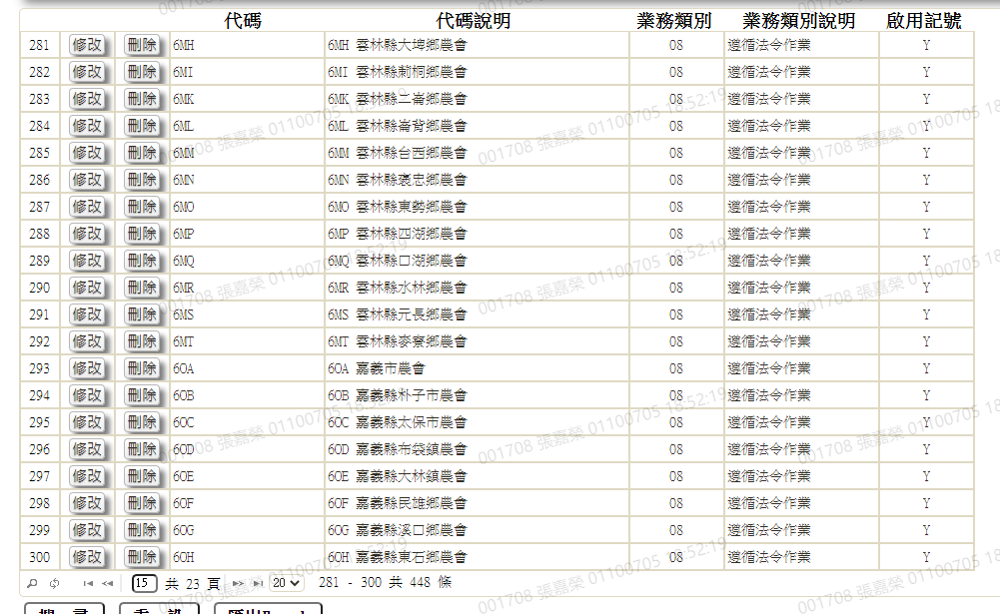 代碼 代碼說明 業務類別 業務類別說明 啟用記號
281 修改 刪除 6MH 6MH 雲林縣大埤鄉農會 08 遵循法令作業 Y
282 修改 刪除 6MI 6MI 雲林縣莿桐鄉農會 08 遵循法令作業 Y
283 修改 刪除 6MK 6MK 雲林縣二崙鄉農會 08 遵循法令作業 Y
284 修改 刪除 6ML 6ML 雲林縣崙背鄉農會 08 遵循法令作業 Y
285 修改 刪除 6MM 6MM 雲林縣台西鄉農會 08 遵循法令作業 Y
286 修改 刪除 6MN 6MN 雲林縣褒忠鄉農會 08 遵循法令作業 Y
287 修改 刪除 6MO 6MO 雲林縣東勢鄉農會 08 遵循法令作業 Y
288 修改 刪除 6MP 6MP 雲林縣四湖鄉農會 08 遵循法令作業 Y
289 修改 刪除 6MQ 6MQ 雲林縣口湖鄉農會 08 遵循法令作業 Y
290 修改 刪除 6MR 6MR 雲林縣水林鄉農會 08 遵循法令作業 Y
291 修改 刪除 6MS 6MS 雲林縣元長鄉農會 08 遵循法令作業 Y
292 修改 刪除 6MT 6MT 雲林縣麥寮鄉農會 08 遵循法令作業 Y
293 修改 刪除 6OA 6OA 嘉義市農會 08 遵循法令作業 Y
294 修改 刪除 6OB 6OB 嘉義縣朴子市農會 08 遵循法令作業 Y
295 修改 刪除 6OC 6OC 嘉義縣太保市農會 08 遵循法令作業 Y
296 修改 刪除 6OD 6OD 嘉義縣布袋鎮農會 08 遵循法令作業 Y
297 修改 刪除 6OE 6OE 嘉義縣大林鎮農會 08 遵循法令作業 Y
298 修改 刪除 6OF 6OF 嘉義縣民雄鄉農會 08 遵循法令作業 Y
299 修改 刪除 6OG 6OG 嘉義縣溪口鄉農會 08 遵循法令作業 Y
300 修改 刪除 6OH 6OH 嘉義縣東石鄉農會 08 遵循法令作業 Y
15 共 23 頁 20 281 - 300 共 448 條
001708 張嘉榮 01100705 18:52:19